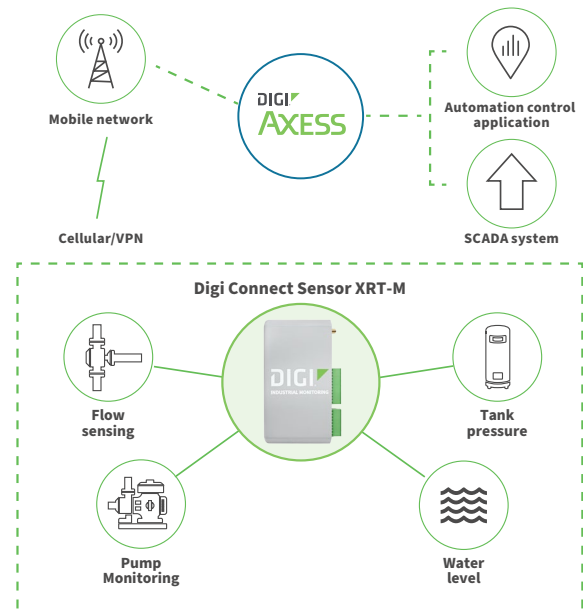 DIGI
AXESS
Mobile network
Automation control
application
Cellular/VPN
SCADA system
Digi Connect Sensor XRT-M
DIGI
INDUSTRIAL MONITORING
Flow
sensing
Tank
pressure
Pump
Monitoring
Water
level